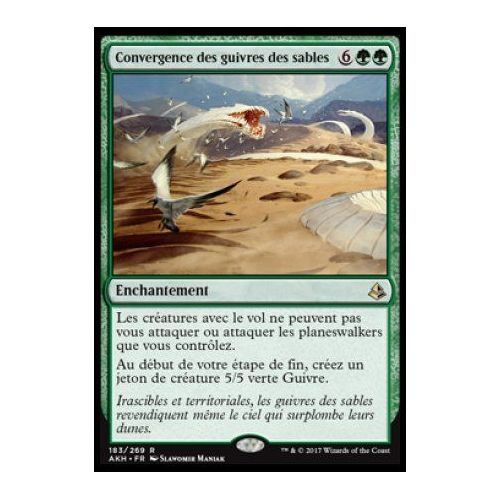 Convergence des guivres des sables 6
Enchantement
Les créatures avec le vol ne peuvent pas
vous attaquer ou attaquer les planeswalkers
que vous contrôlez.
Au début de votre étape de fin, créez un
jeton de créature 5/5 verte Guivre.
Irascibles et territoriales, les guivres des sables
revendiquent même le ciel qui surplombe leurs
dunes.
183/269 R
™ & © 2017 Wizards of the Coast
AKH • FR Slawomir Maniak